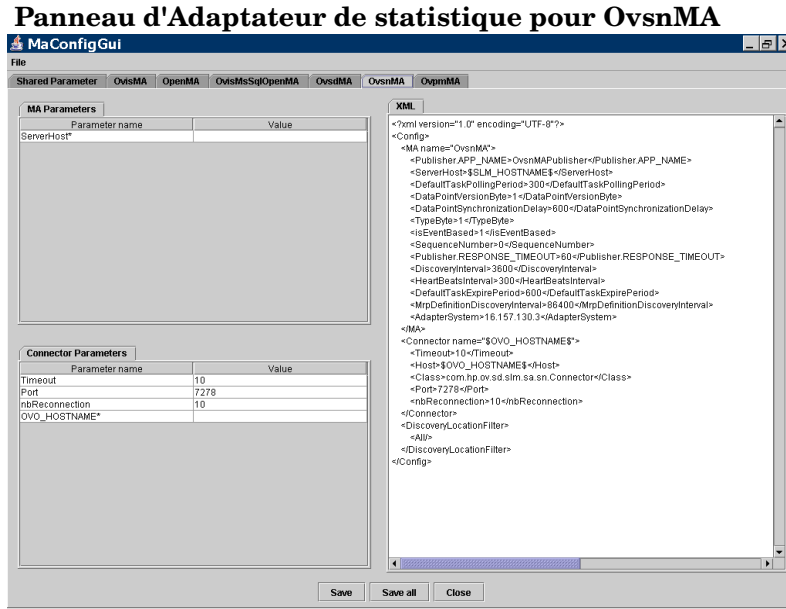 Panneau d'Adaptateur de statistique pour OvsnMA
MaConfigGui
File
Shared Parameter OvisMA OpenMA OvisMsSqlOpenMA OvsdMA OvsnMA OvpmMA
MA Parameters
Parameter name Value
ServerHost*
Connector Parameters
Parameter name Value
Timeout 10
Port 7278
nbReconnection 10
OVO_HOSTNAME*
XML
<?xml version="1.0" encoding="UTF-8"?>
<Config>
<MA name="OvsnMA">
<Publisher.APP_NAME>OvsnMAPublisher</Publisher.APP_NAME>
<ServerHost>$SLM_HOSTNAME$</ServerHost>
<DefaultTaskPollingPeriod>300</DefaultTaskPollingPeriod>
<DataPointVersionByte>1</DataPointVersionByte>
<DataPointSynchronizationDelay>600</DataPointSynchronizationDelay>
<TypeByte>1</TypeByte>
<isEventBased>1</isEventBased>
<SequenceNumber>0</SequenceNumber>
<Publisher.RESPONSE_TIMEOUT>60</Publisher.RESPONSE_TIMEOUT>
<DiscoveryInterval>3600</DiscoveryInterval>
<HeartBeatsInterval>300</HeartBeatsInterval>
<DefaultTaskExpirePeriod>600</DefaultTaskExpirePeriod>
<MrpDefinitionDiscoveryInterval>86400</MrpDefinitionDiscoveryInterval>
<AdapterSystem>16.157.130.3</AdapterSystem>
</MA>
<Connector name="$OVO_HOSTNAME$">
<Timeout>10</Timeout>
<Host>$OVO_HOSTNAME$</Host>
<Class>com.hp.ov.sd.slm.sa.sn.Connector</Class>
<Port>7278</Port>
<nbReconnection>10</nbReconnection>
</Connector>
<DiscoveryLocationFilter>
<All/>
</DiscoveryLocationFilter>
</Config>
Save Save all Close